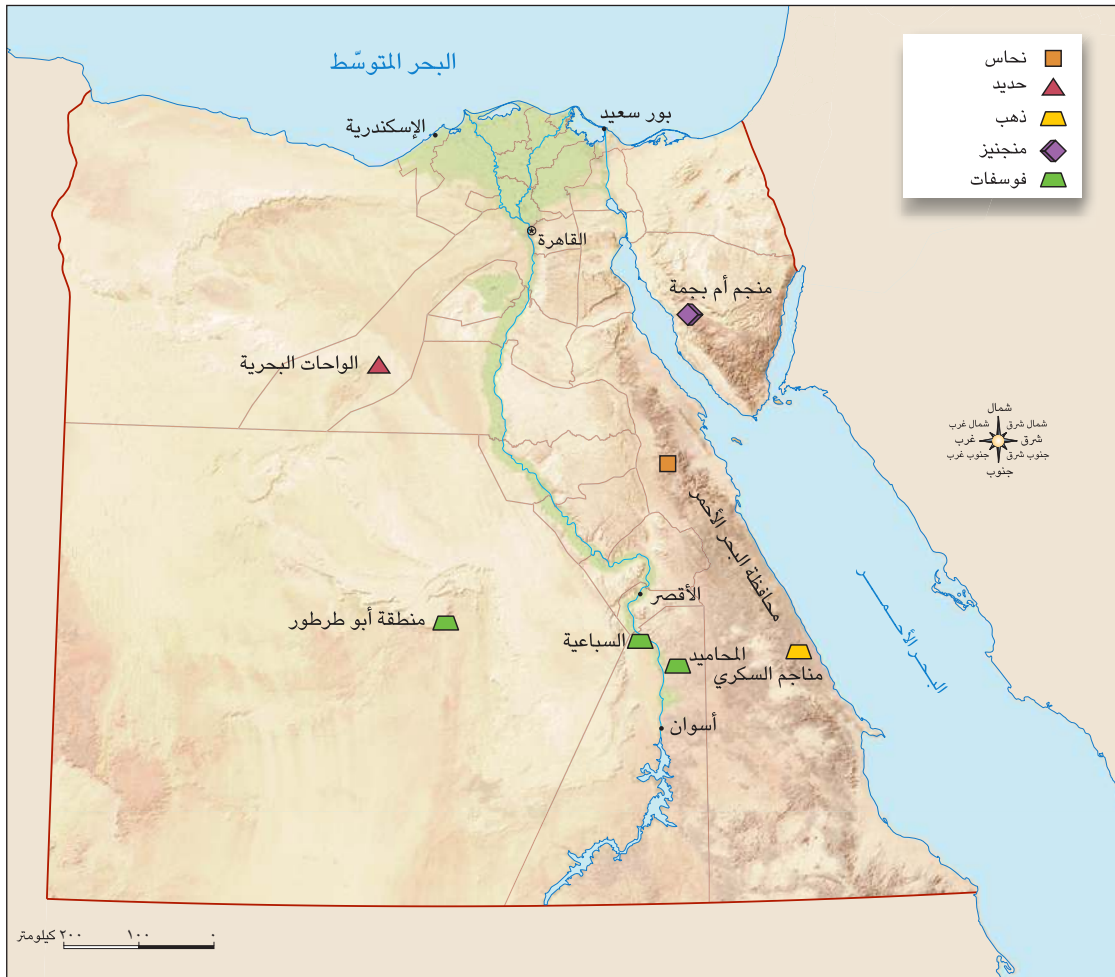 البحر المتوسّط
نحاس
حديد
ذهب
منجنيز
فوسفات
بور سعيد
الإسكندرية
القاهرة
منجم أم بجمة
الواحات البحرية
شمال
شمال شرق
شمال غرب
شرق
غرب
جنوب شرق
جنوب غرب
جنوب
محافظة البحر الأحمر
الأقصر
البحر الأحمر
منطقة أبو طرطور
السباعية
المحاميد
مناجم السكري
أسوان
٠ ١٠٠ ٢٠٠ كيلومتر